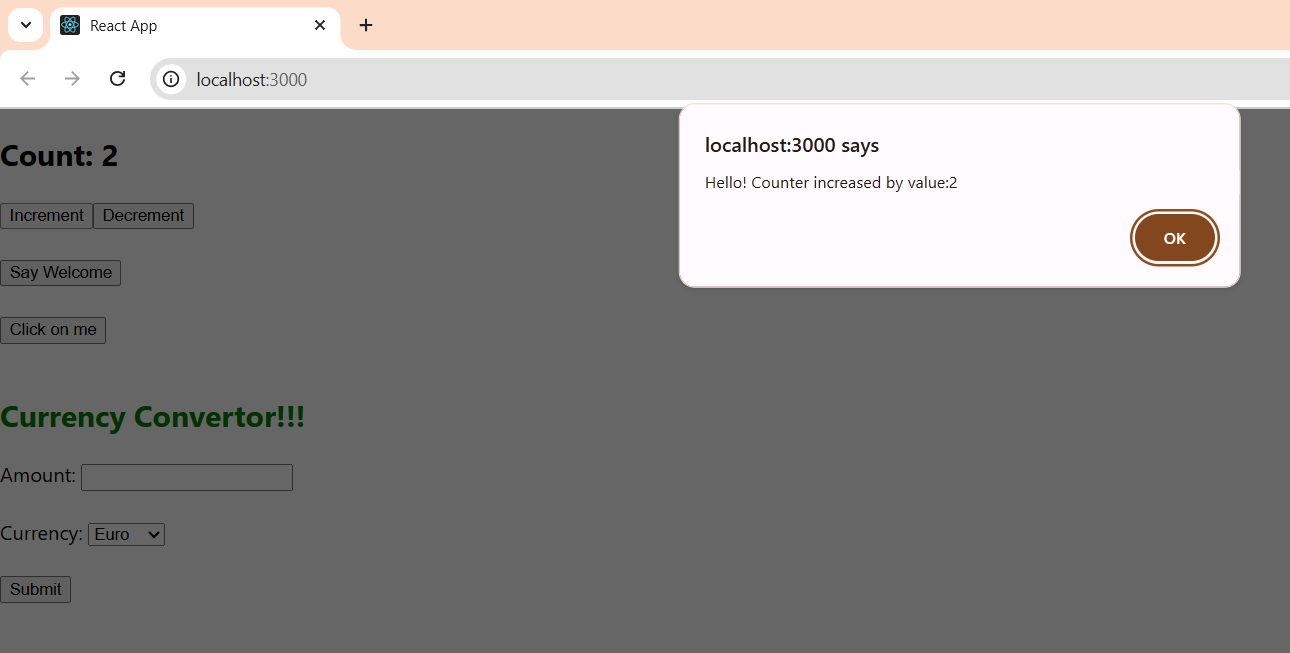 React App
localhost:3000
localhost:3000 says
Hello! Counter increased by value:2
OK
Count: 2
Increment Decrement
Say Welcome
Click on me
Currency Convertor!!!
Amount:
Currency: Euro
Submit